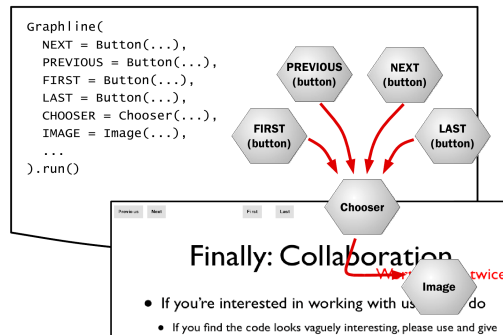 Graphline(
NEXT = Button(...),
PREVIOUS = Button(...),
FIRST = Button(...),
LAST = Button(...),
CHOOSER = Chooser(...),
IMAGE = Image(...),
...
).run()
PREVIOUS
(button)
NEXT
(button)
FIRST
(button)
LAST
(button)
Chooser
Previous Next First Last
Finally: Collaboration
twice
Image
• If you're interested in working with us do
• If you find the code looks vaguely interesting, please use and give